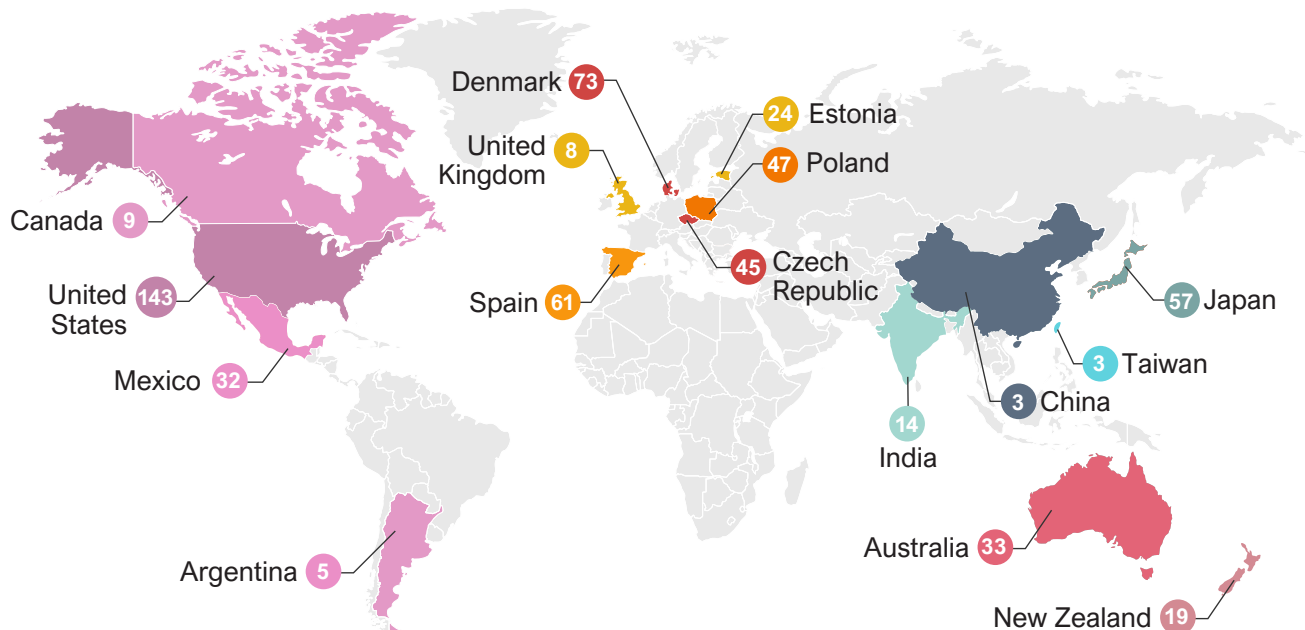 Denmark 73
24 Estonia
United
Kingdom
8
47 Poland
Canada 9
45 Czech
Republic
United
States
143
Spain 61
57 Japan
Mexico 32
3 Taiwan
3 China
14
India
Australia 33
Argentina 5
New Zealand 19